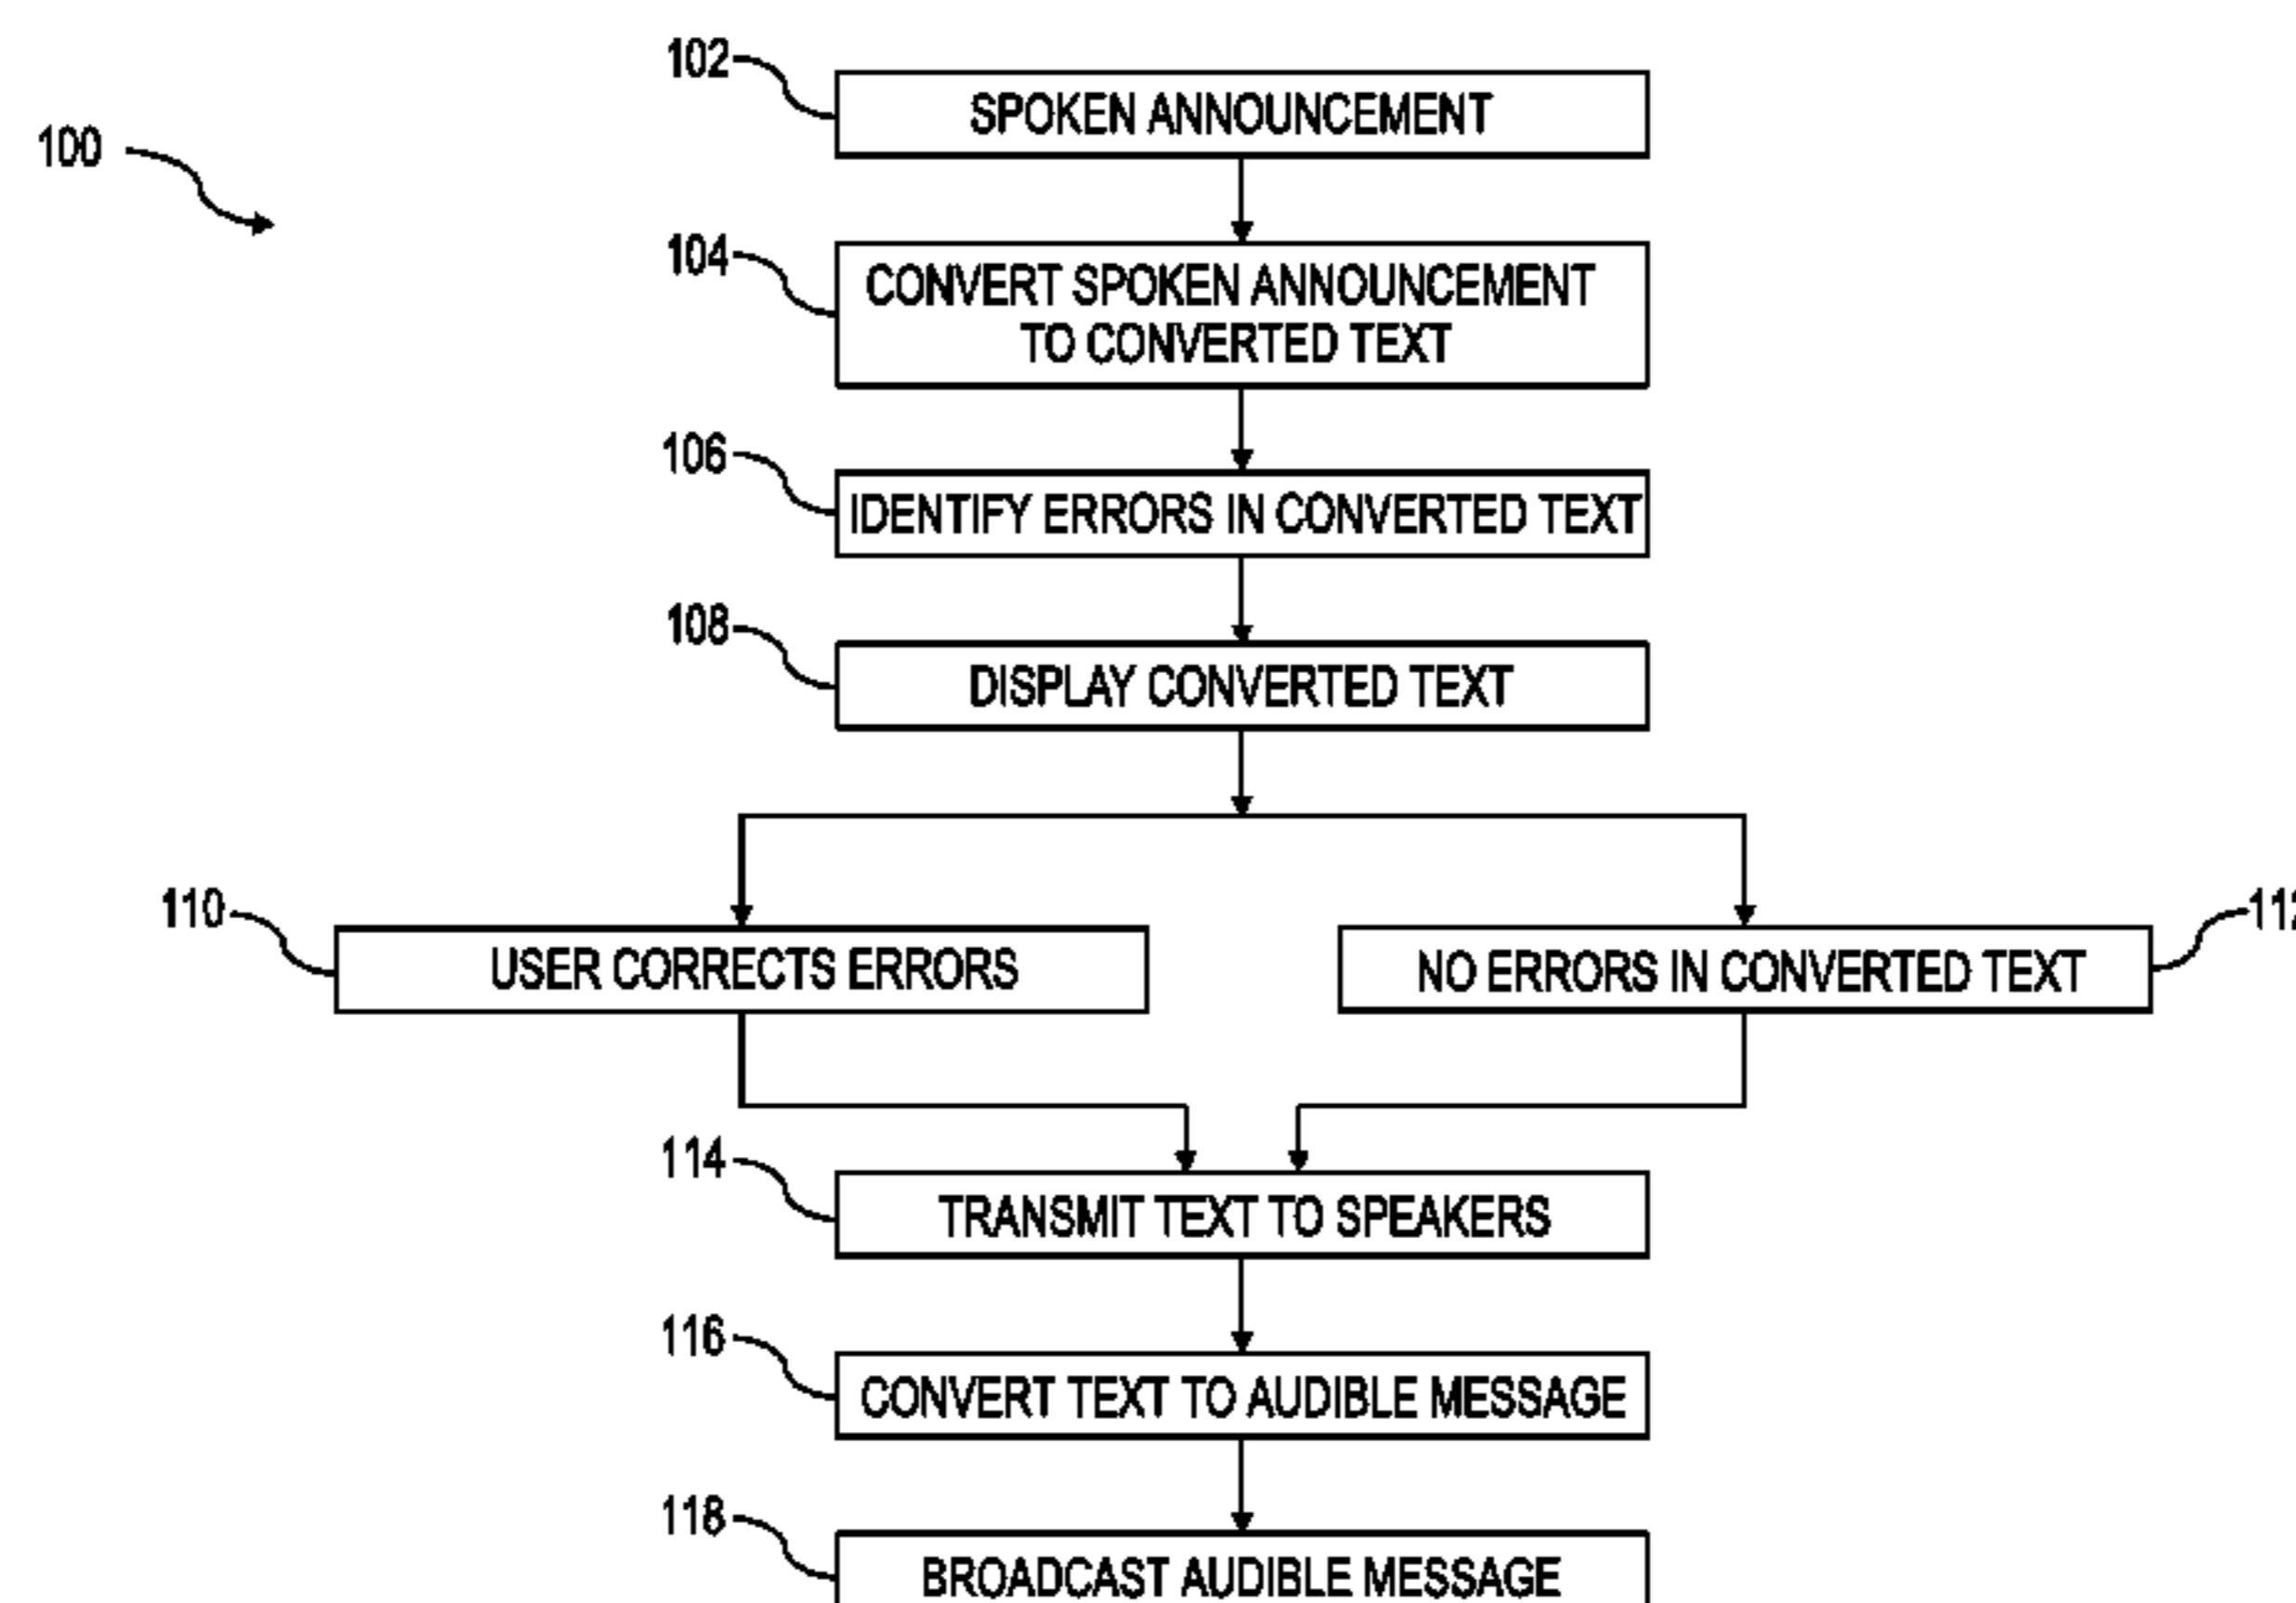 102
SPOKEN ANNOUNCEMENT
100
104
CONVERT SPOKEN ANNOUNCEMENT
TO CONVERTED TEXT
106
IDENTIFY ERRORS IN CONVERTED TEXT
108
DISPLAY CONVERTED TEXT
110
USER CORRECTS ERRORS
NO ERRORS IN CONVERTED TEXT
112
114
TRANSMIT TEXT TO SPEAKERS
116
CONVERT TEXT TO AUDIBLE MESSAGE
118
BROADCAST AUDIBLE MESSAGE